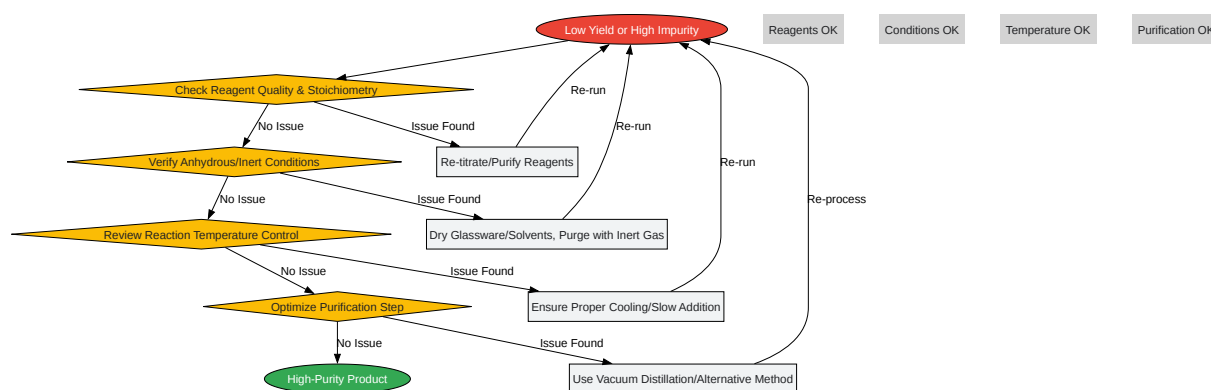 Low Yield or High Impurity
Reagents OK
Conditions OK
Temperature OK
Purification OK
Check Reagent Quality & Stoichiometry
Re-run
No Issue
Issue Found
Re-run
Verify Anhydrous/Inert Conditions
Re-titrate/Purify Reagents
Re-run
No Issue
Issue Found
Re-process
Review Reaction Temperature Control
Dry Glassware/Solvents, Purge with Inert Gas
No Issue
Issue Found
Optimize Purification Step
Ensure Proper Cooling/Slow Addition
No Issue
Issue Found
High-Purity Product
Use Vacuum Distillation/Alternative Method